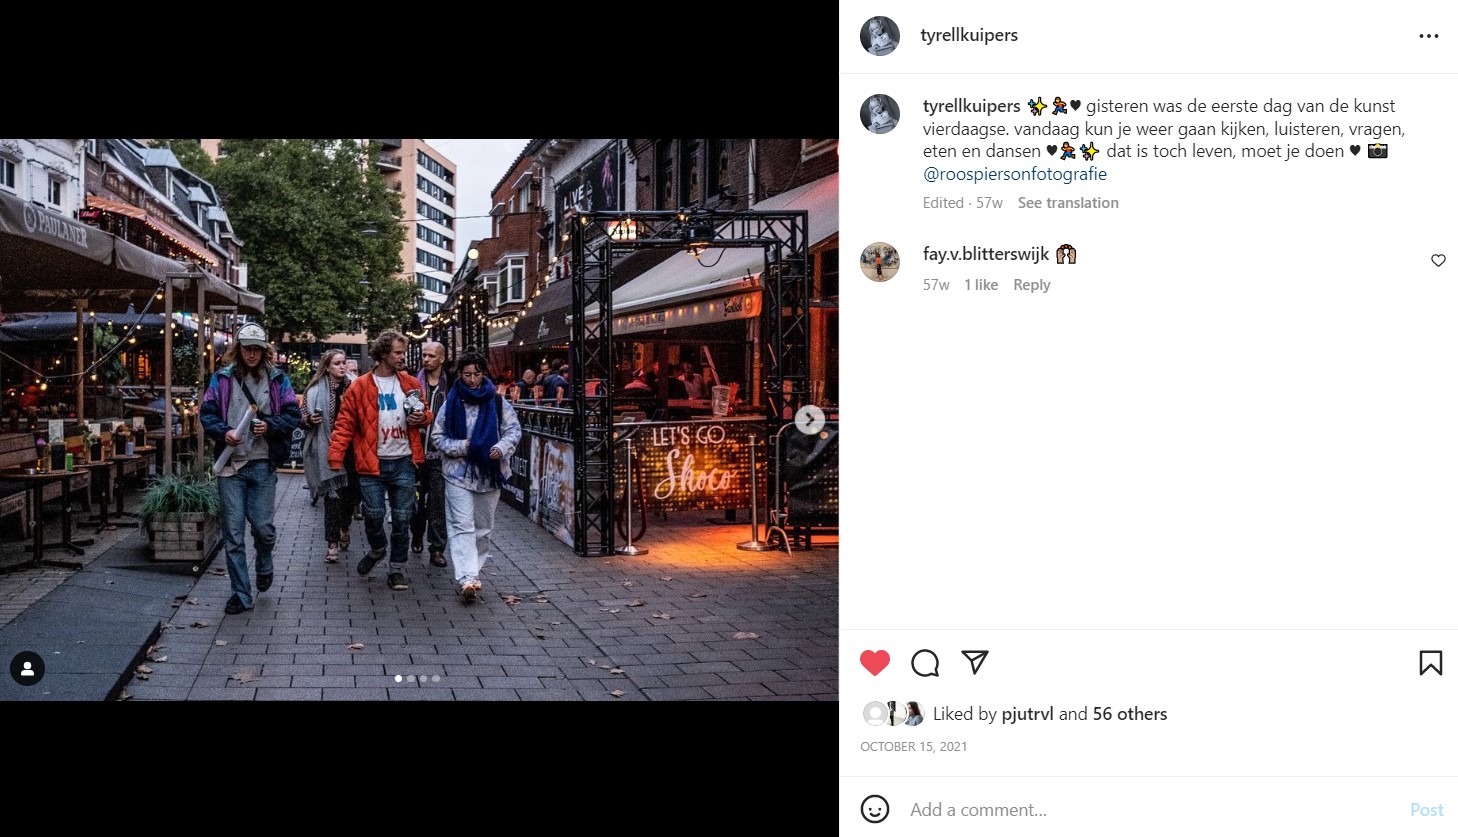 tyrellkuipers
tyrellkuipers ✨🏃♥ gisteren was de eerste dag van de kunst
vierdaagse. vandaag kun je weer gaan kijken, luisteren, vragen,
eten en dansen ♥🏃✨ dat is toch leven, moet je doen ♥ 📷
@roospiersonfotografie
Edited · 57w See translation
fay.v.blitterswijk 🙌
57w 1 like Reply
PAULANER
LIVE
LET'S GO
Shoco
Liked by pjutrvl and 56 others
OCTOBER 15, 2021
Add a comment...
Post